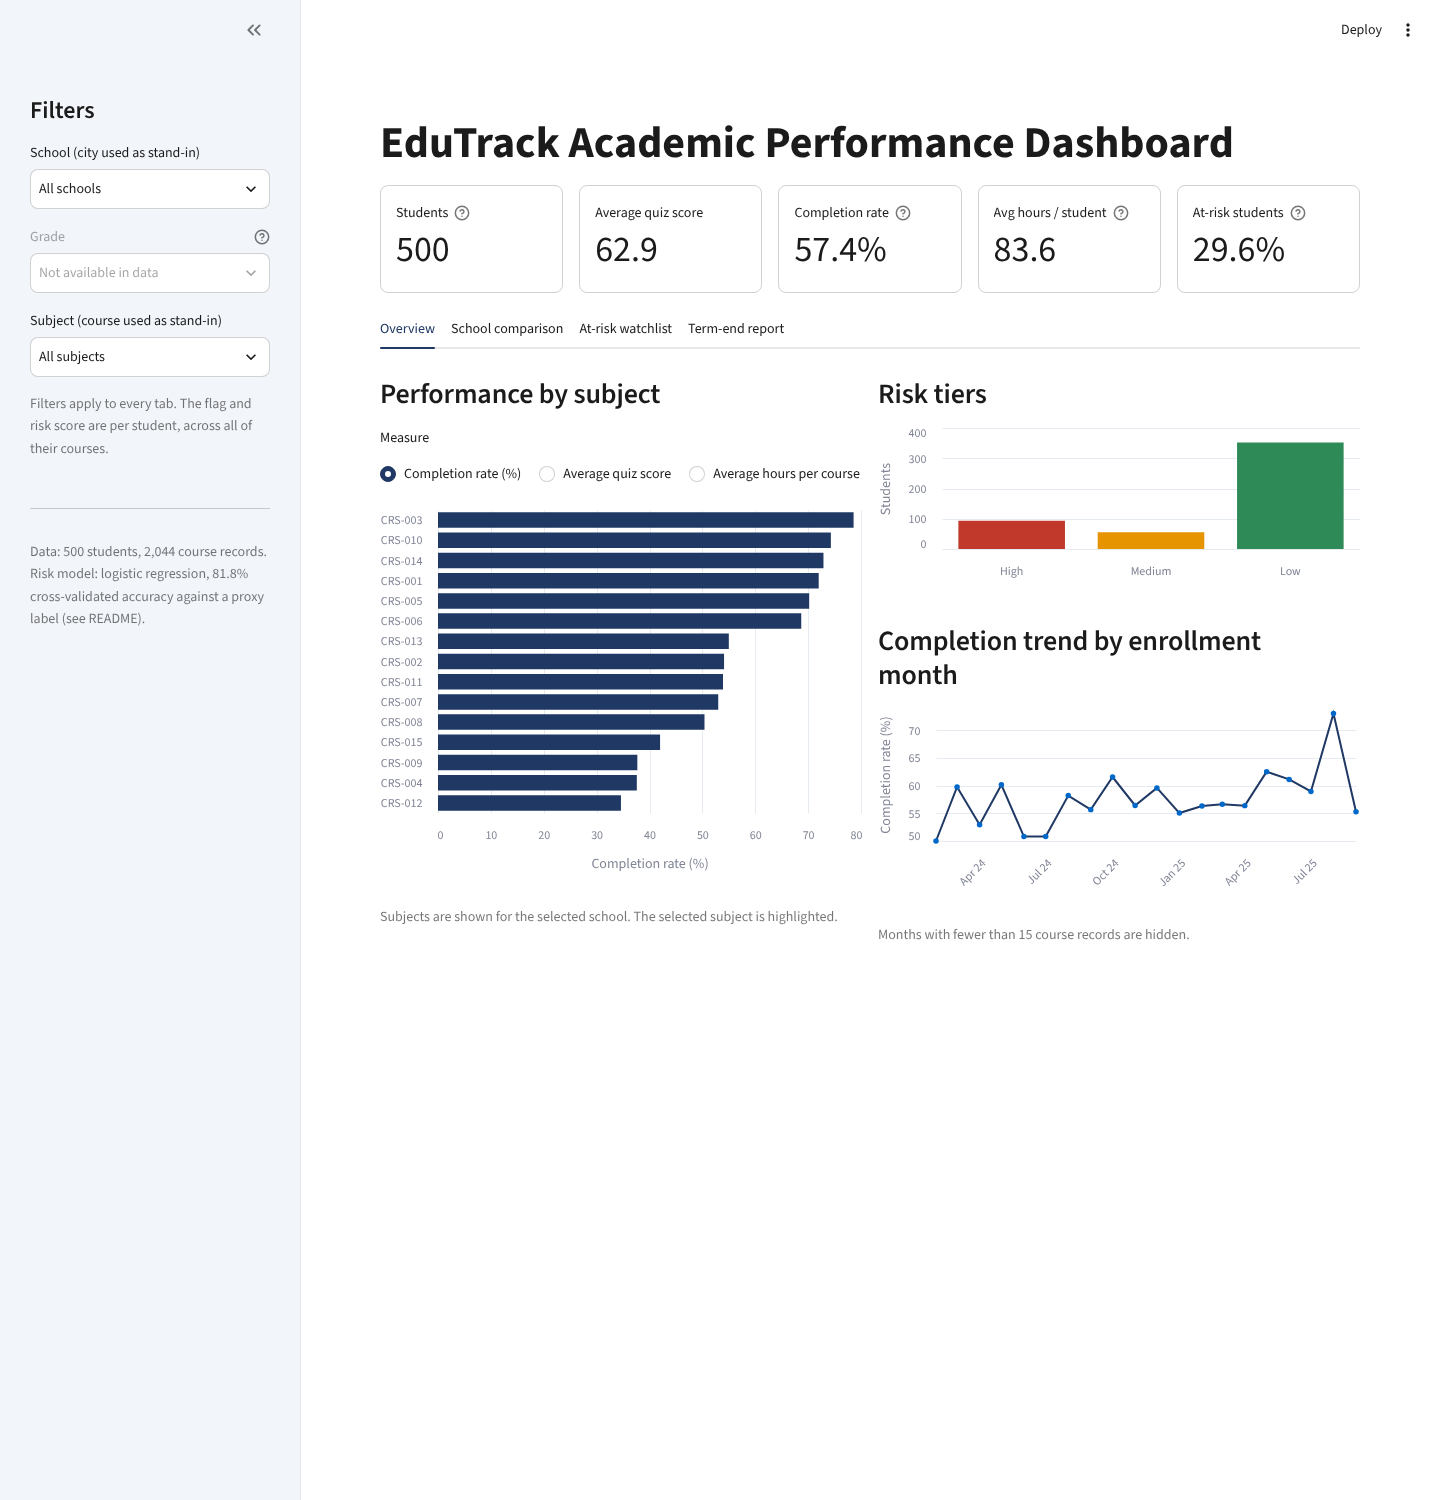 Deploy
Filters
School (city used as stand-in)
All schools
Grade
Not available in data
Subject (course used as stand-in)
All subjects
Filters apply to every tab. The flag and
risk score are per student, across all of
their courses.
Data: 500 students, 2,044 course records.
Risk model: logistic regression, 81.8%
cross-validated accuracy against a proxy
label (see README).
EduTrack Academic Performance Dashboard
Students
500
Average quiz score
62.9
Completion rate
57.4%
Avg hours / student
83.6
At-risk students
29.6%
Overview School comparison At-risk watchlist Term-end report
Performance by subject
Measure
Completion rate (%) Average quiz score Average hours per course
CRS-003
CRS-010
CRS-014
CRS-001
CRS-005
CRS-006
CRS-013
CRS-002
CRS-011
CRS-007
CRS-008
CRS-015
CRS-009
CRS-004
CRS-012
0 10 20 30 40 50 60 70 80
Completion rate (%)
Subjects are shown for the selected school. The selected subject is highlighted.
Risk tiers
Students
400
300
200
100
0
High Medium Low
Completion trend by enrollment
month
Completion rate (%)
70
65
60
55
50
Apr 24 Jul 24 Oct 24 Jan 25 Apr 25 Jul 25
Months with fewer than 15 course records are hidden.